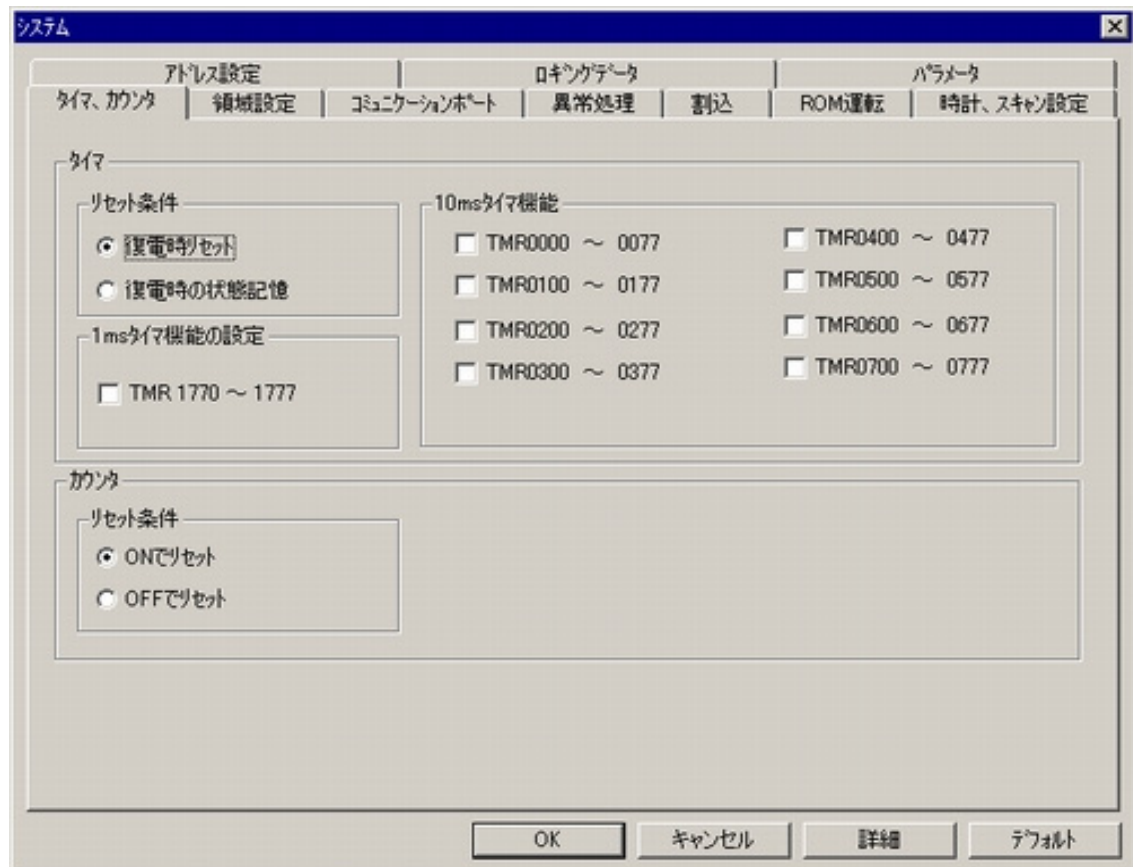 システム
アドレス設定
ロギングデータ
パラメータ
タイマ、カウンタ
領域設定
コミュニケーションポート
異常処理
割込
ROM運転
時計、スキャン設定
タイマ
リセット条件
復電時リセット
復電時の状態記憶
1msタイマ機能の設定
TMR 1770 ～ 1777
10msタイマ機能
TMR0000 ～ 0077
TMR0100 ～ 0177
TMR0200 ～ 0277
TMR0300 ～ 0377
TMR0400 ～ 0477
TMR0500 ～ 0577
TMR0600 ～ 0677
TMR0700 ～ 0777
カウンタ
リセット条件
ONでリセット
OFFでリセット
OK
キャンセル
詳細
デフォルト